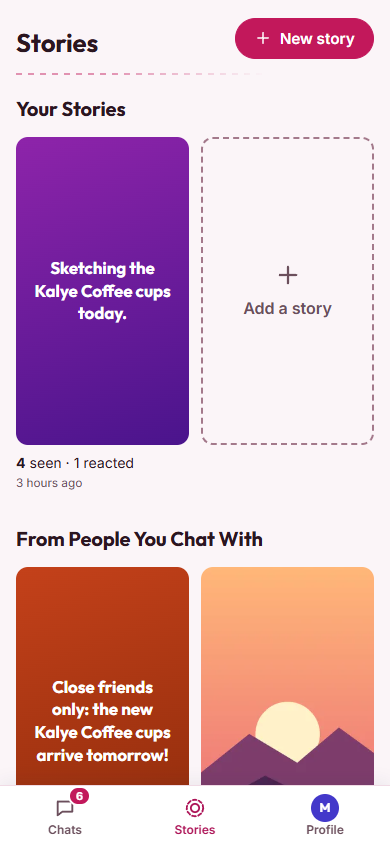 Stories
+ New story
Your Stories
Sketching the
Kalye Coffee cups
today.
+
Add a story
4 seen · 1 reacted
3 hours ago
From People You Chat With
Close friends
only: the new
Kalye Coffee cups
arrive tomorrow!
6
M
Chats
Stories
Profile